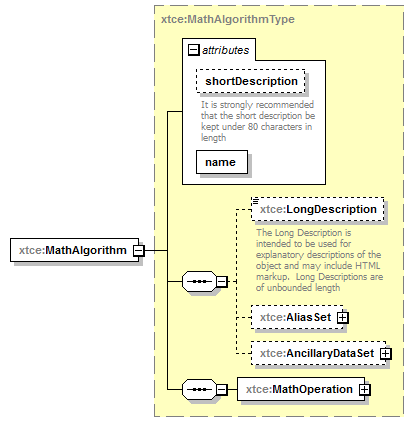 xtce:MathAlgorithmType
attributes
shortDescription
It is strongly recommended
that the short description be
kept under 80 characters in
length
name
xtce:MathAlgorithm
xtce:LongDescription
The Long Description is
intended to be used for
explanatory descriptions of the
object and may include HTML
markup.  Long Descriptions are
of unbounded length
xtce:AliasSet
xtce:AncillaryDataSet
xtce:MathOperation